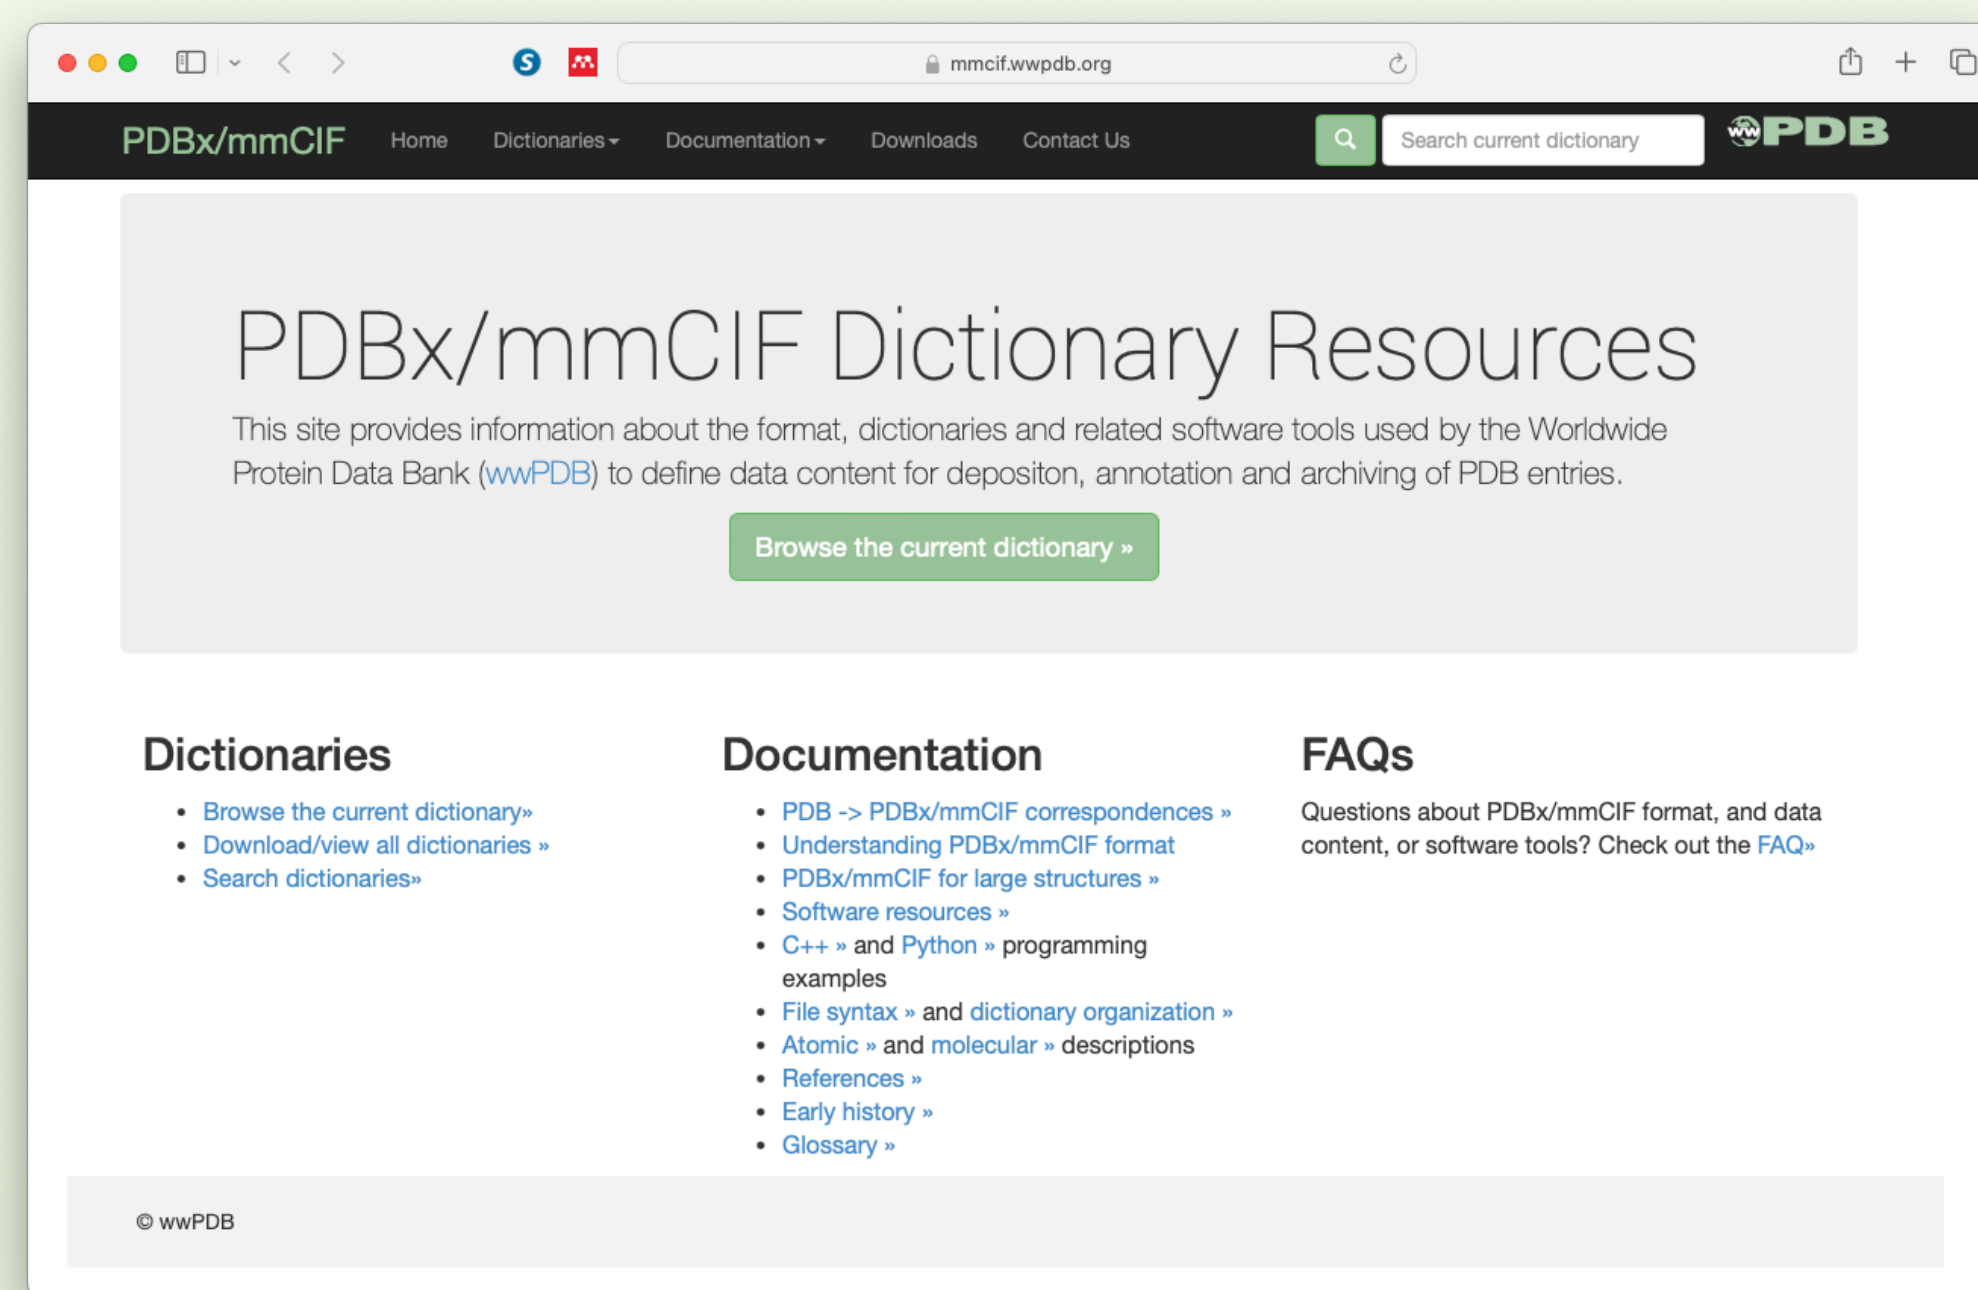 mmcif.wwpdb.org
PDBx/mmCIF Home Dictionaries Documentation Downloads Contact Us Search current dictionary wwPDB
PDBx/mmCIF Dictionary Resources
This site provides information about the format, dictionaries and related software tools used by the Worldwide
Protein Data Bank (wwPDB) to define data content for depositon, annotation and archiving of PDB entries.
Browse the current dictionary »
Dictionaries
• Browse the current dictionary»
• Download/view all dictionaries »
• Search dictionaries»
Documentation
• PDB -> PDBx/mmCIF correspondences »
• Understanding PDBx/mmCIF format
• PDBx/mmCIF for large structures »
• Software resources »
• C++ » and Python » programming
examples
• File syntax » and dictionary organization »
• Atomic » and molecular » descriptions
• References »
• Early history »
• Glossary »
FAQs
Questions about PDBx/mmCIF format, and data
content, or software tools? Check out the FAQ»
© wwPDB